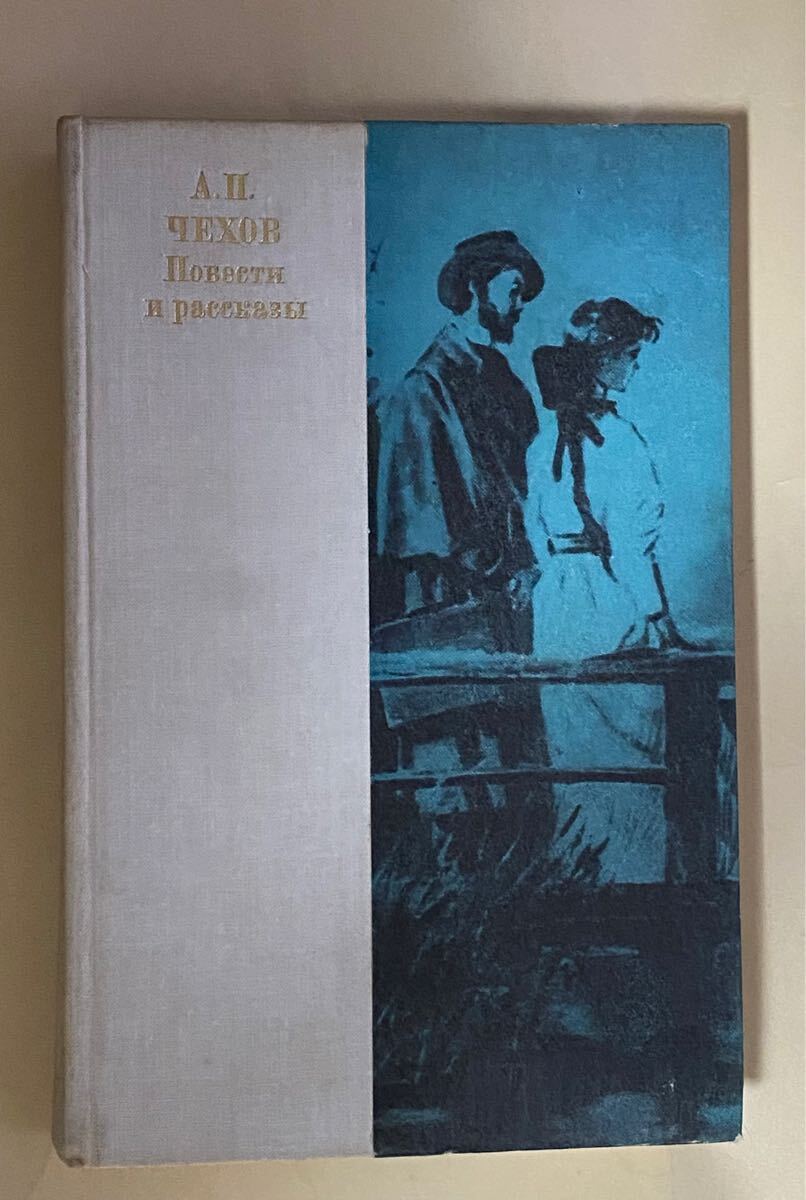 А.П.
ЧЕХОВ
Повести
и рассказы